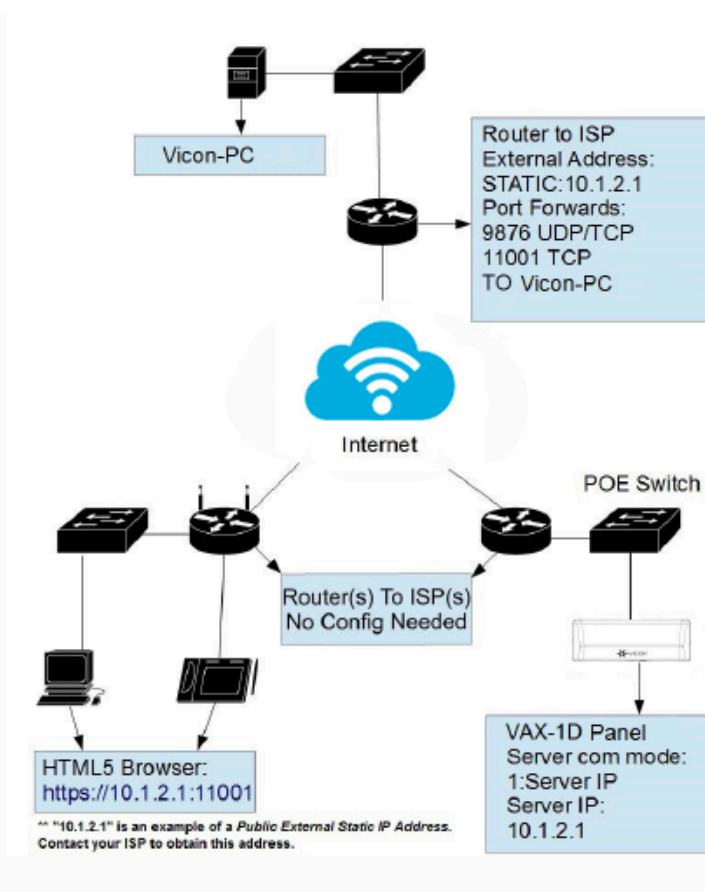 Vicon-PC
Router to ISP
External Address:
STATIC:10.1.2.1
Port Forwards:
9876 UDP/TCP
11001 TCP
TO Vicon-PC
Internet
POE Switch
Router(s) To ISP(s)
No Config Needed
VICON
HTML5 Browser:
https://10.1.2.1:11001
VAX-1D Panel
Server com mode:
1:Server IP
Server IP:
10.1.2.1
^^ "10.1.2.1" is an example of a Public External Static IP Address.
Contact your ISP to obtain this address.